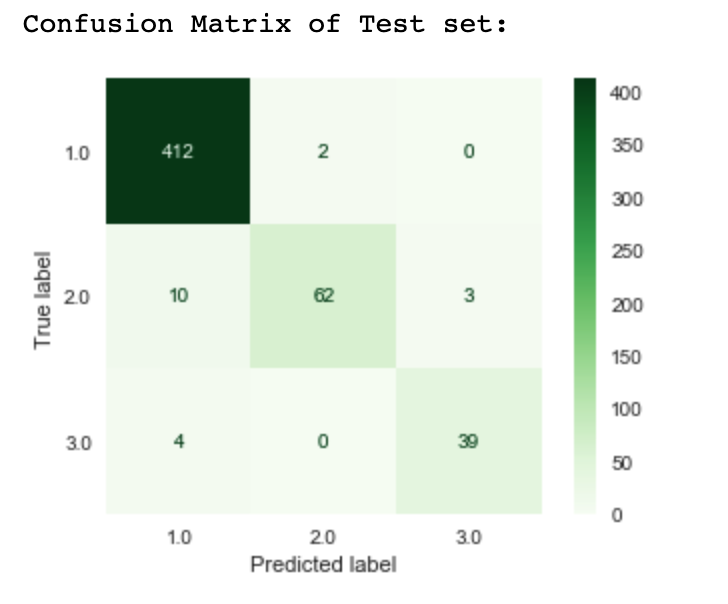 Confusion Matrix of Test set:
400
1.0 412 2 0
350
300
250
True label
2.0 10 62 3
200
150
100
3.0 4 0 39
50
0
1.0 2.0 3.0
Predicted label